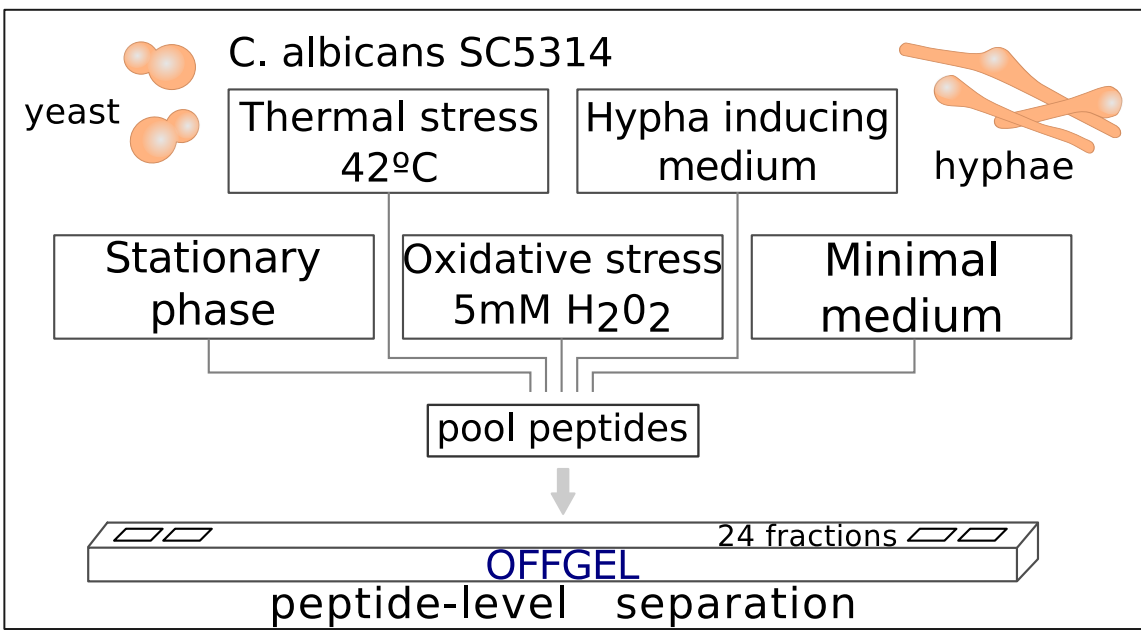 C. albicans SC5314
yeast
hyphae
Thermal stress
42ºC
Hypha inducing
medium
Stationary
phase
Oxidative stress
5mM H202
Minimal
medium
pool peptides
24 fractions
OFFGEL
peptide-level separation